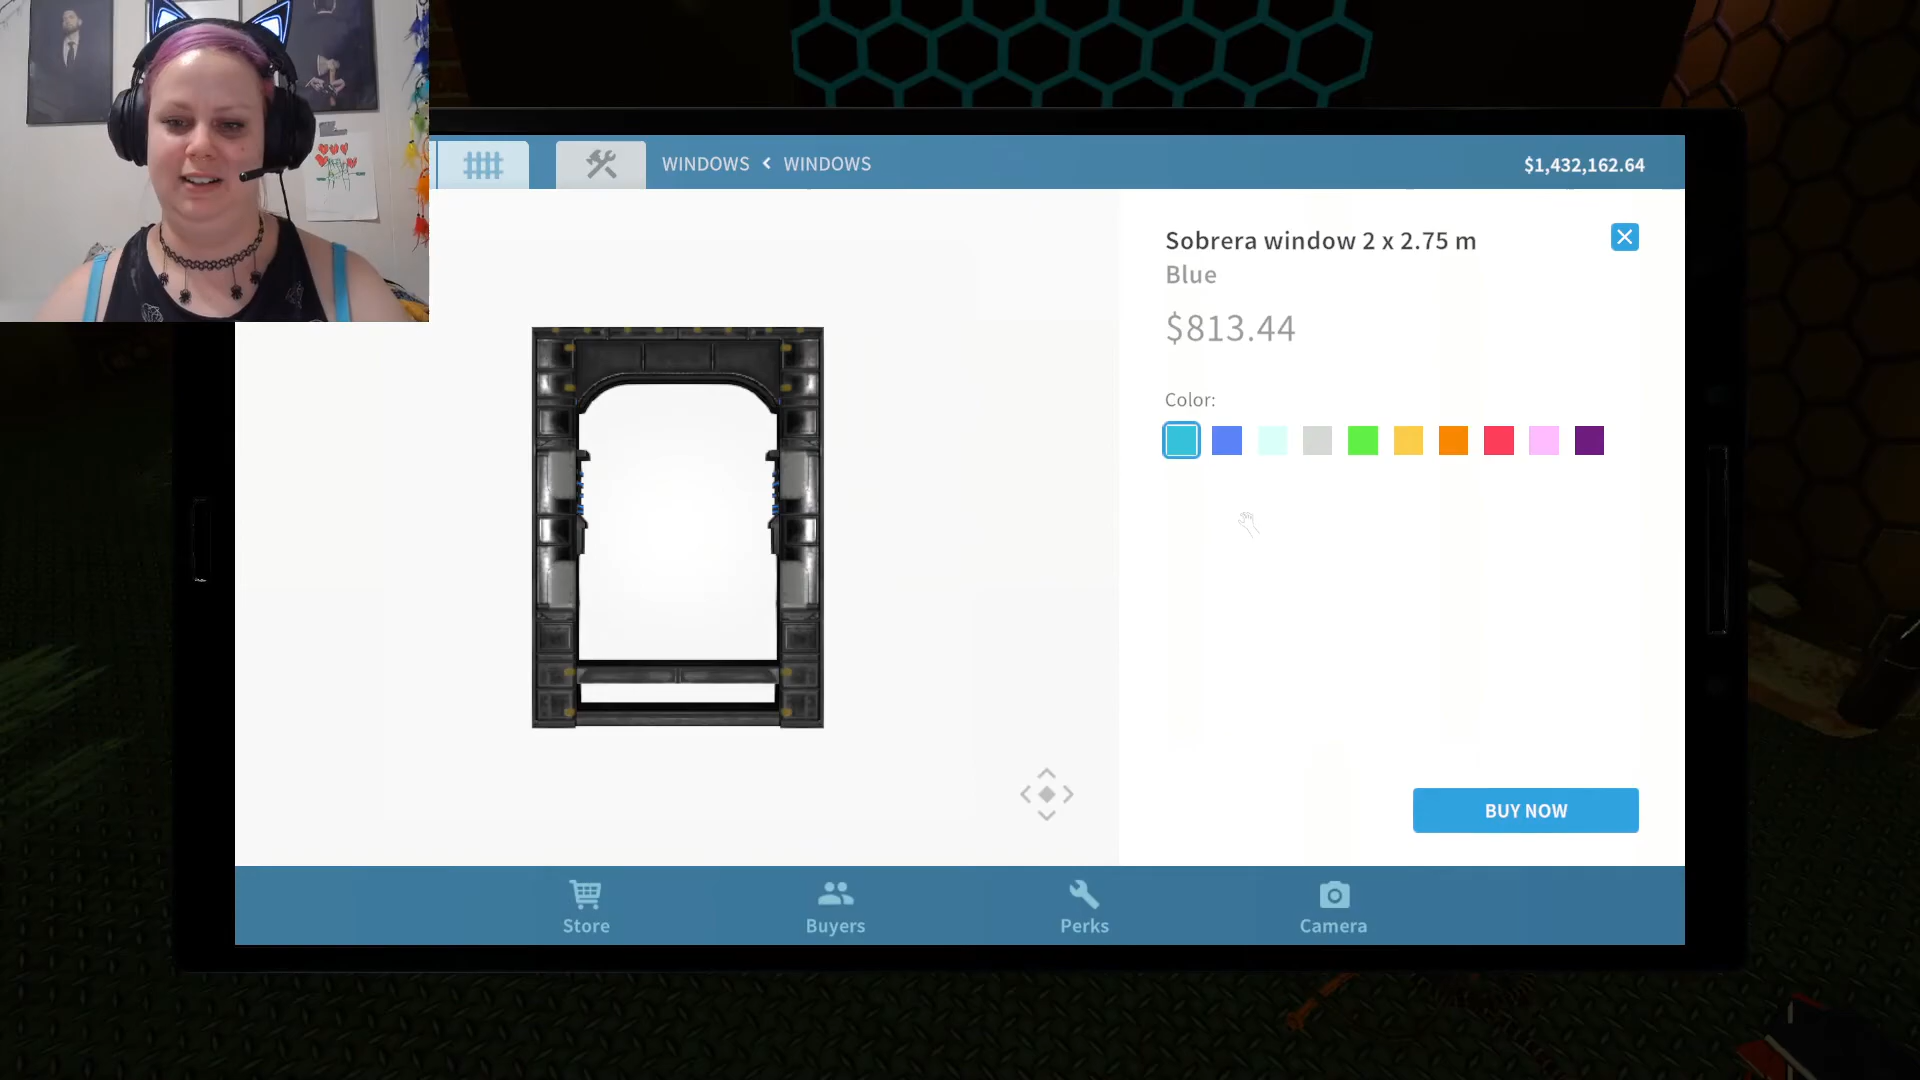 WINDOWS < WINDOWS
$1,432,162.64
Sobrera window 2 x 2.75 m
Blue
$813.44
Color:
BUY NOW
Store
Buyers
Perks
Camera